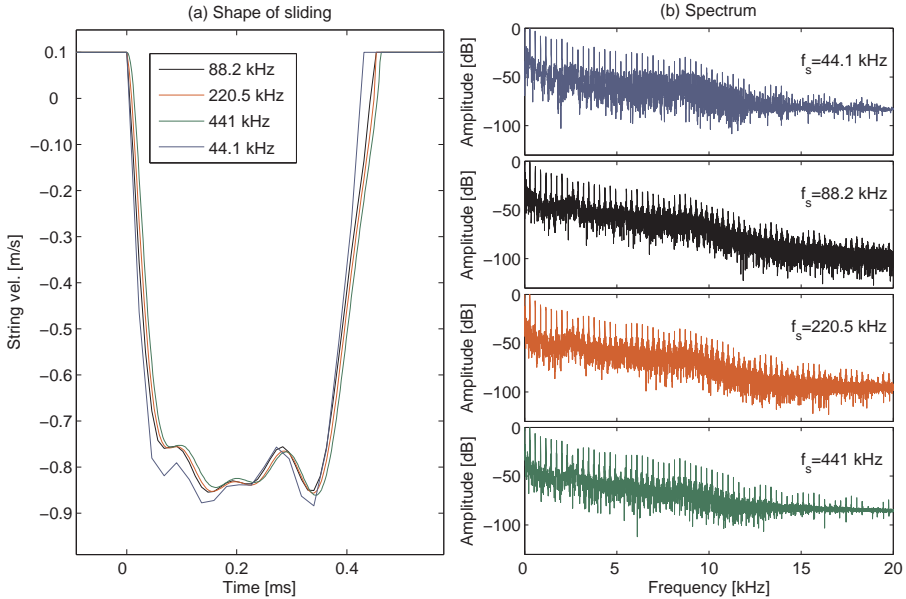 (a) Shape of sliding
0.1
0
−0.10
−0.2
−0.3
−0.4
−0.5
−0.6
−0.7
−0.8
−0.9
String vel. [m/s]
88.2 kHz
220.5 kHz
441 kHz
44.1 kHz
0
0.2
0.4
Time [ms]
(b) Spectrum
0
−50
−100
Amplitude [dB]
f_s=44.1 kHz
0
−50
−100
Amplitude [dB]
f_s=88.2 kHz
0
−50
−100
Amplitude [dB]
f_s=220.5 kHz
0
−50
−100
Amplitude [dB]
f_s=441 kHz
0
5
10
15
20
Frequency [kHz]